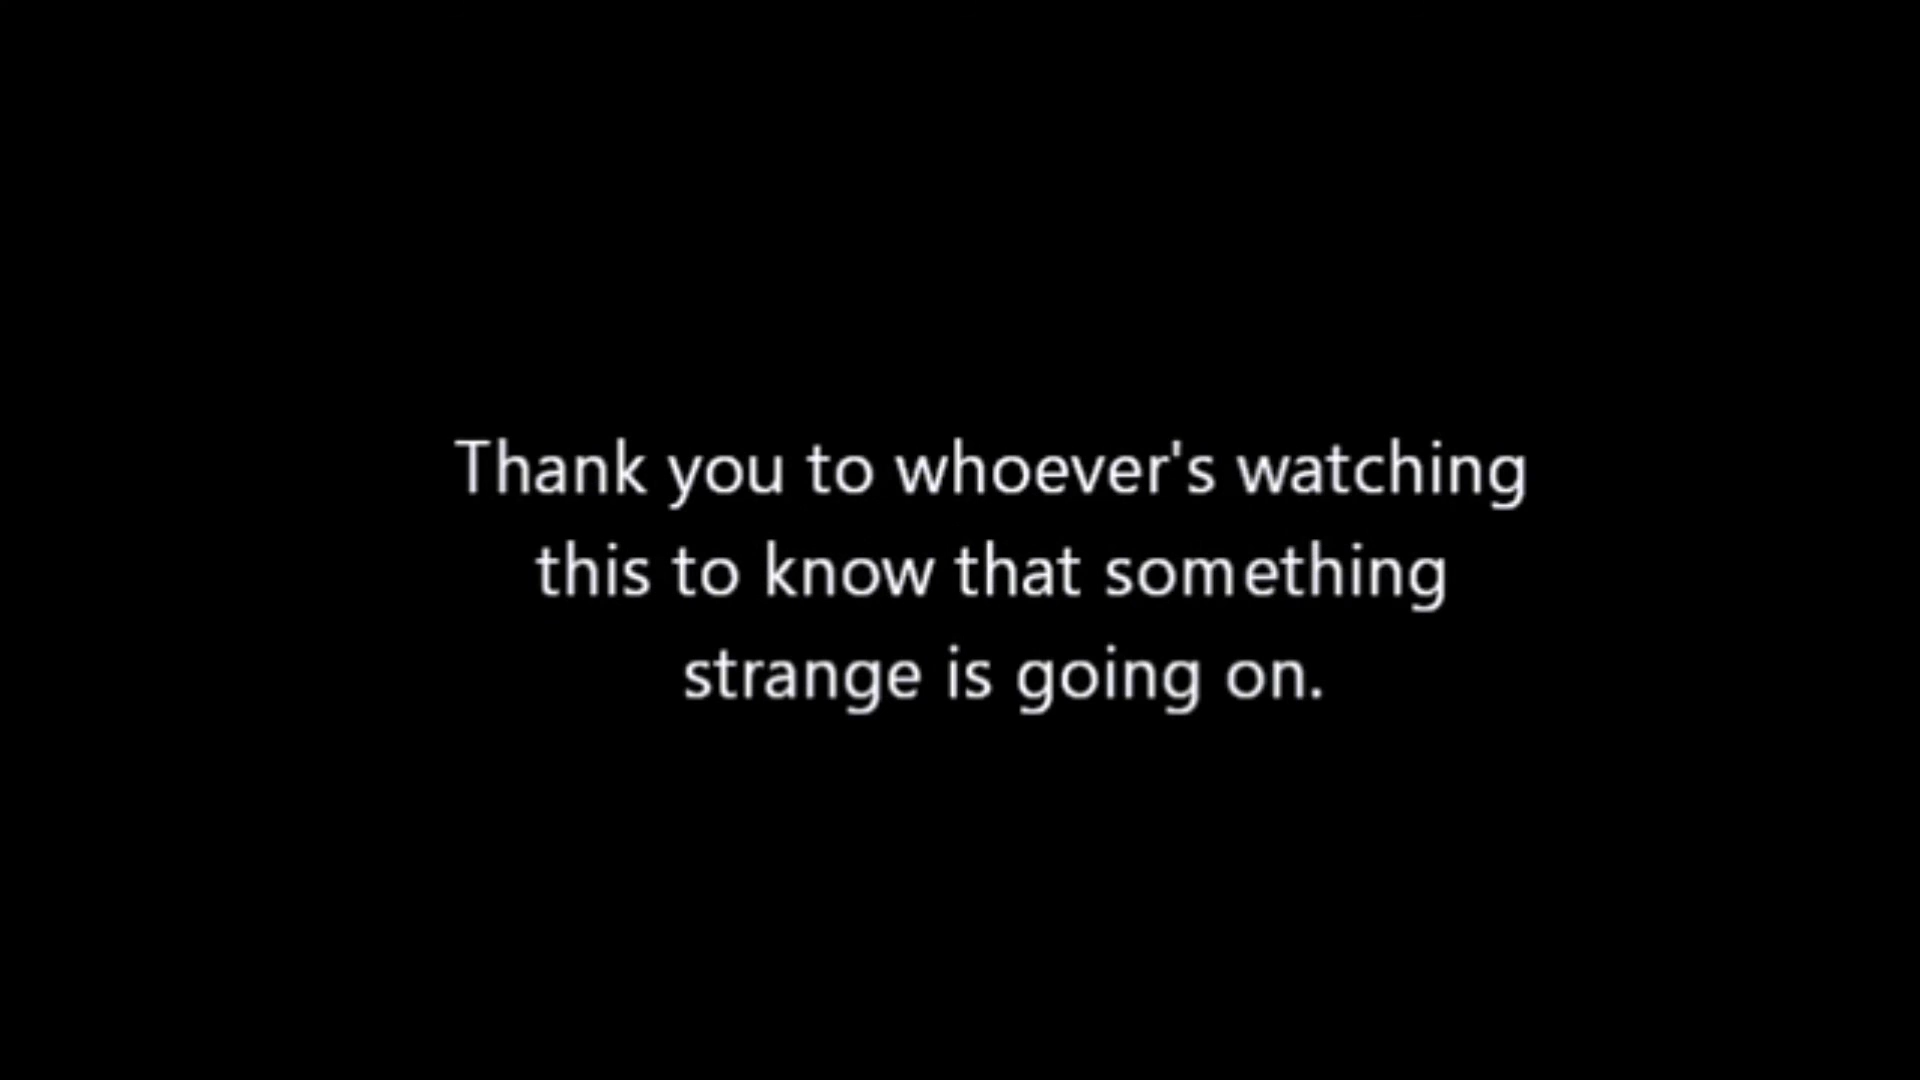 Thank you to whoever's watching
this to know that something
strange is going on.